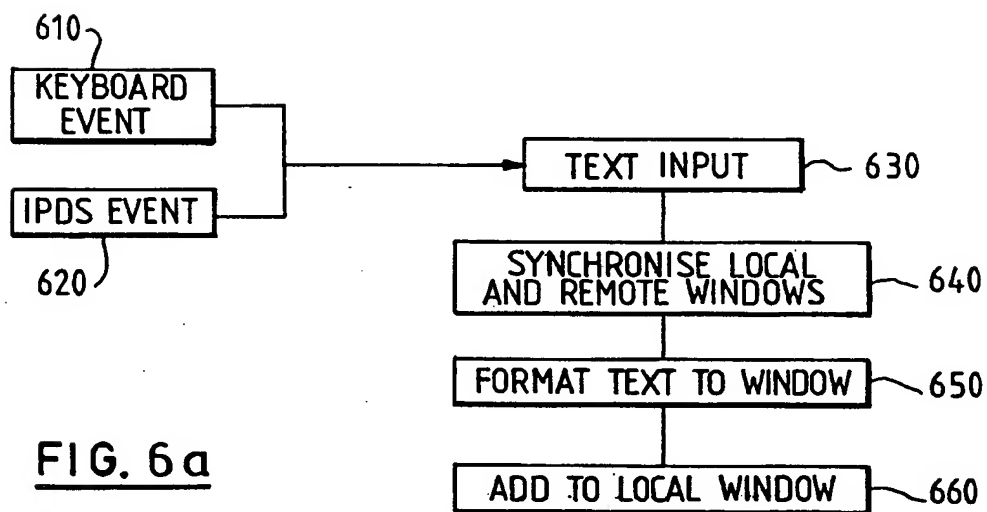 610
KEYBOARD
EVENT
IPDS EVENT
620
TEXT INPUT
630
SYNCHRONISE LOCAL
AND REMOTE WINDOWS
640
FORMAT TEXT TO WINDOW
650
ADD TO LOCAL WINDOW
660
FIG. 6a